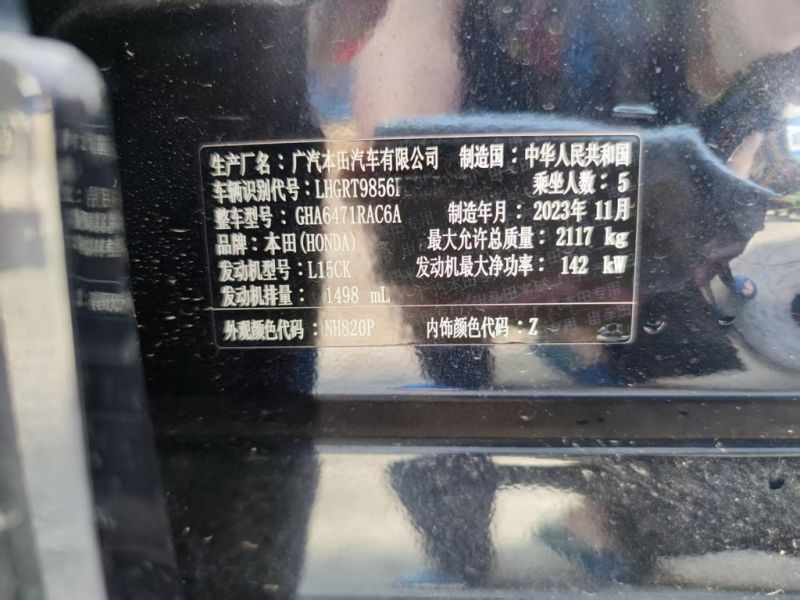 生产厂名：广汽本田汽车有限公司 制造国：中华人民共和国
车辆识别代号：LHGRT9856 乘坐人数：5
整车型号：GHA6471RAC6A 制造年月：2023年 11月
品牌：本田(HONDA) 最大允许总质量：2117 kg
发动机型号：L15CK 发动机最大净功率：142 kW
发动机排量：1498 mL
外观颜色代码：NH820P 内饰颜色代码：Z